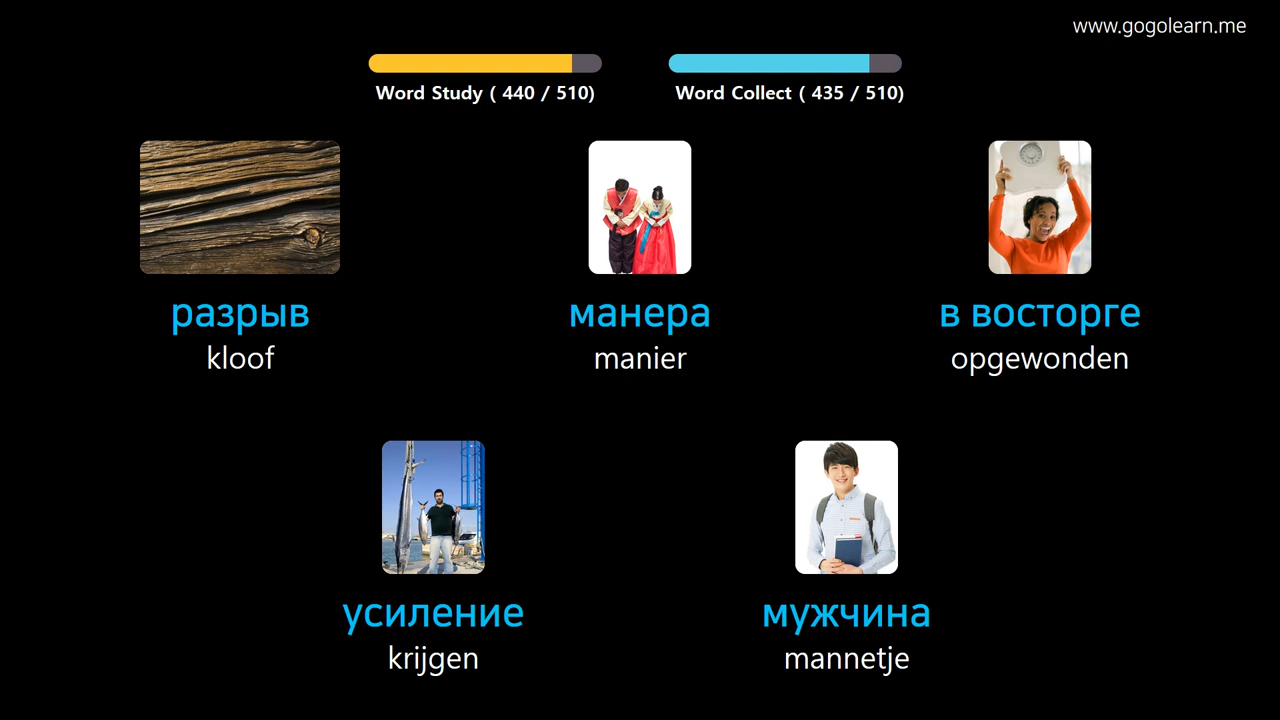 www.gogolearn.me
Word Study ( 440 / 510)
Word Collect ( 435 / 510)
разрыв
kloof
манера
manier
в восторге
opgewonden
усиление
krijgen
мужчина
mannetje